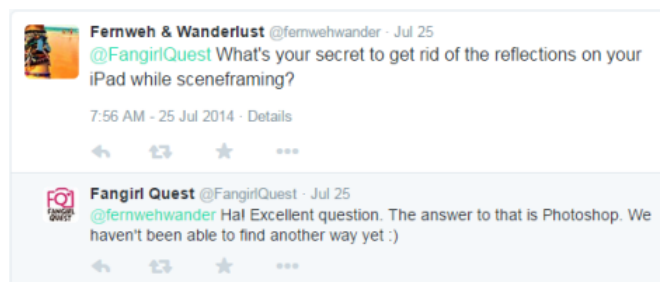 Fernweh & Wanderlust @fernwehwander · Jul 25
@FangirlQuest What's your secret to get rid of the reflections on your
iPad while sceneframing?
7:56 AM - 25 Jul 2014 · Details
Fangirl Quest @FangirlQuest · Jul 25
@fernwehwander Ha! Excellent question. The answer to that is Photoshop. We
haven't been able to find another way yet :)
FANGIRL
QUEST